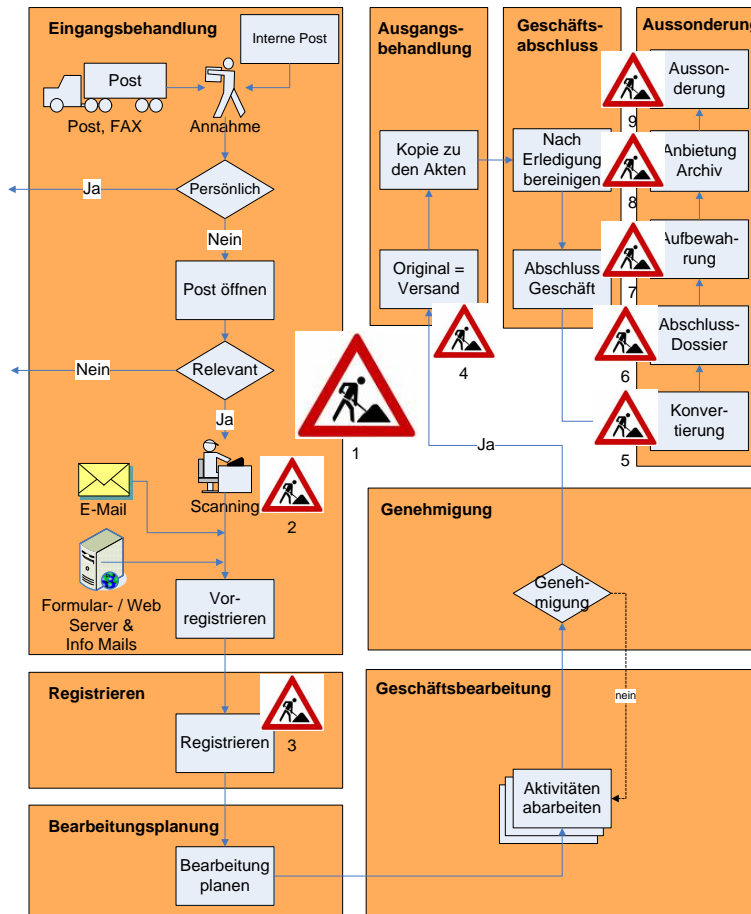 Eingangsbehandlung
Interne Post
Post
Post, FAX
Annahme
Persönlich
Ja
Nein
Post öffnen
Relevant
Nein
Ja
Scanning
2
E-Mail
Formular- / Web
Server &
Info Mails
Vor-
registrieren
1
Registrieren
Registrieren
3
Bearbeitungsplanung
Bearbeitung
planen
Geschäftsbearbeitung
Aktivitäten
abarbeiten
nein
Genehmigung
Geneh-
migung
Ja
Ausgangs-
behandlung
Kopie zu
den Akten
Original =
Versand
4
Geschäfts-
abschluss
Nach
Erledigung
bereinigen
Abschluss
Geschäft
Aussonderung
Ausson-
derung
9
Anbietung
Archiv
8
Aufbewah-
rung
7
Abschluss-
Dossier
6
Konver-
tierung
5